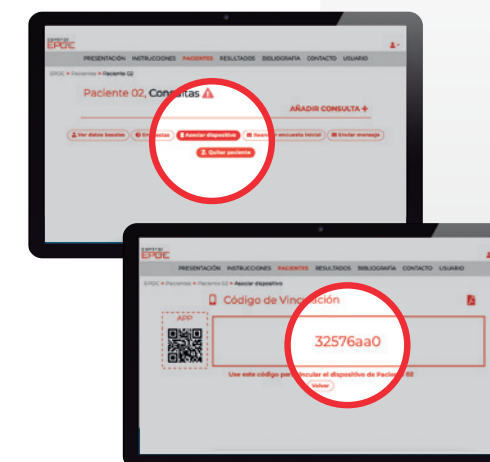 EPOC
PRESENTACIÓN INSTRUCCIONES PACIENTES RESULTADOS BIBLIOGRAFÍA CONTACTO USUARIO
EPOC > Pacientes > Paciente 02
Paciente 02, Consultas
AÑADIR CONSULTA +
Ver datos basales
Asociar dispositivo
encuesta inicial
Enviar mensaje
Quitar paciente
EPOC
PRESENTACIÓN INSTRUCCIONES PACIENTES RESULTADOS BIBLIOGRAFÍA CONTACTO USUARIO
EPOC > Pacientes > Paciente 02 > Asociar dispositivo
Código de Vinculación
APP
32576aa0
Use este código para vincular el dispositivo de Paciente 02
Volver